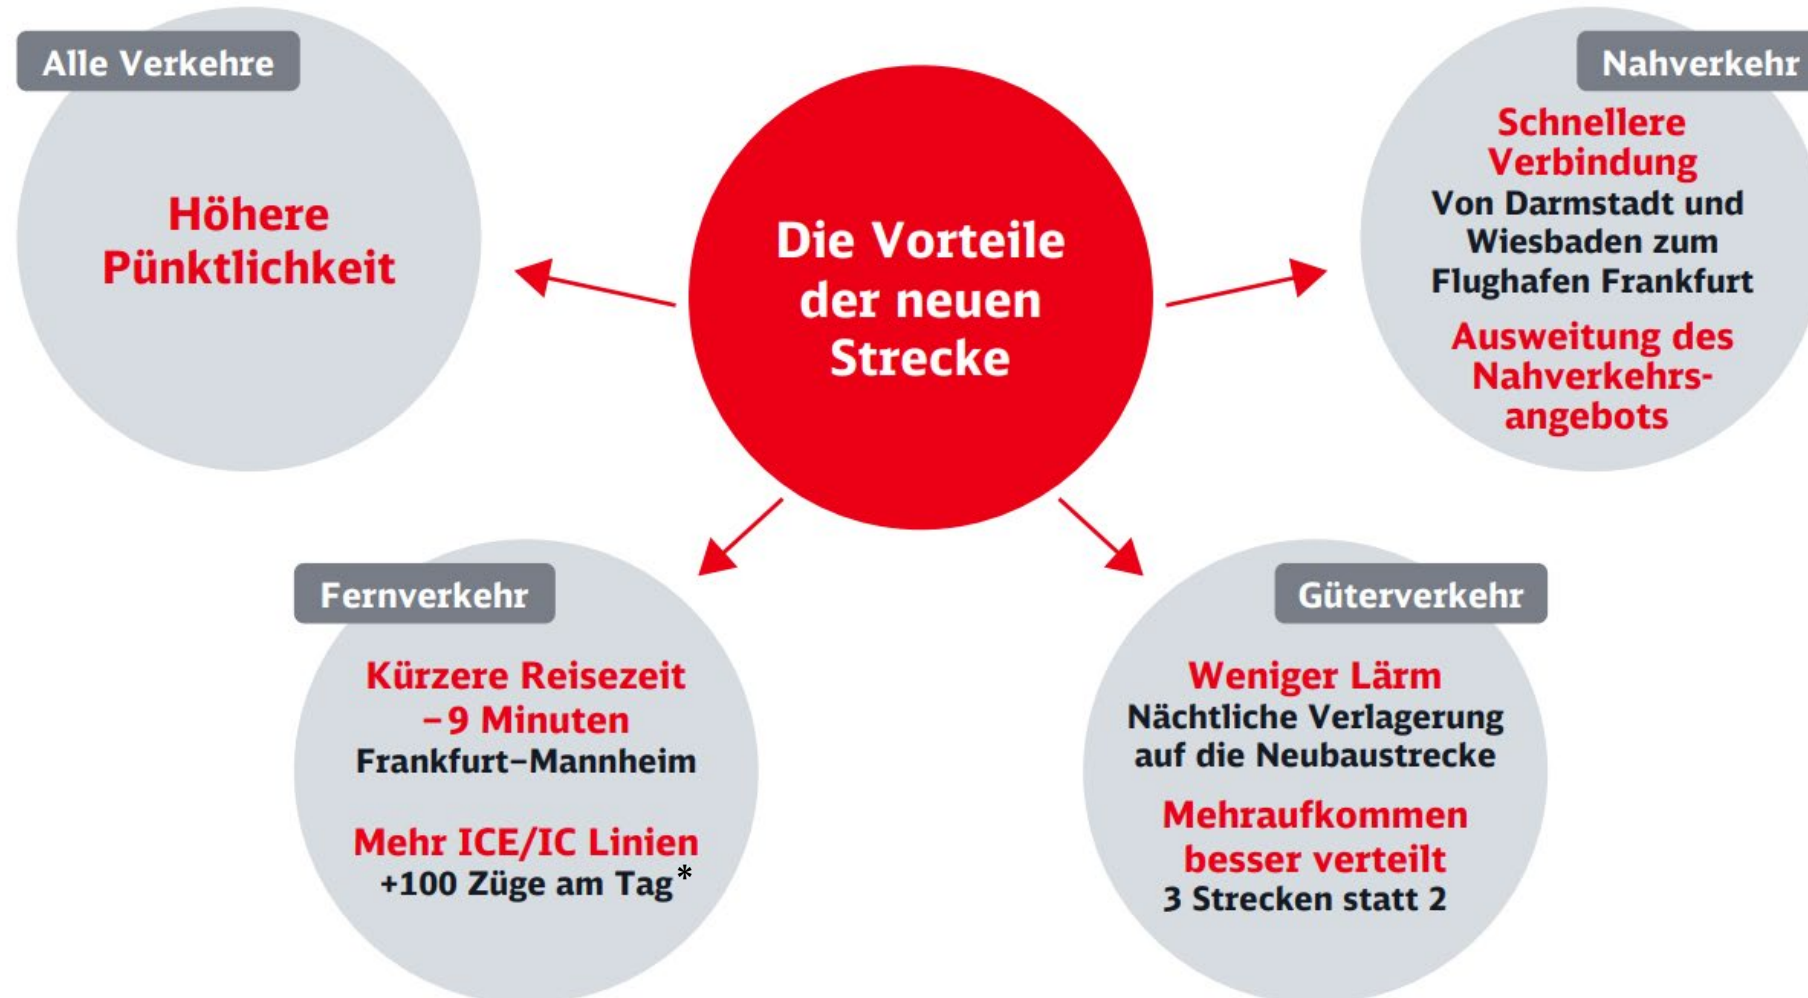 Alle Verkehre
Höhere
Pünktlichkeit
Die Vorteile
der neuen
Strecke
Nahverkehr
Schnellere
Verbindung
Von Darmstadt und
Wiesbaden zum
Flughafen Frankfurt
Ausweitung des
Nahverkehrs-
angebots
Fernverkehr
Kürzere Reisezeit
–9 Minuten
Frankfurt–Mannheim
Mehr ICE/IC Linien
+100 Züge am Tag*
Güterverkehr
Weniger Lärm
Nächtliche Verlagerung
auf die Neubaustrecke
Mehraufkommen
besser verteilt
3 Strecken statt 2